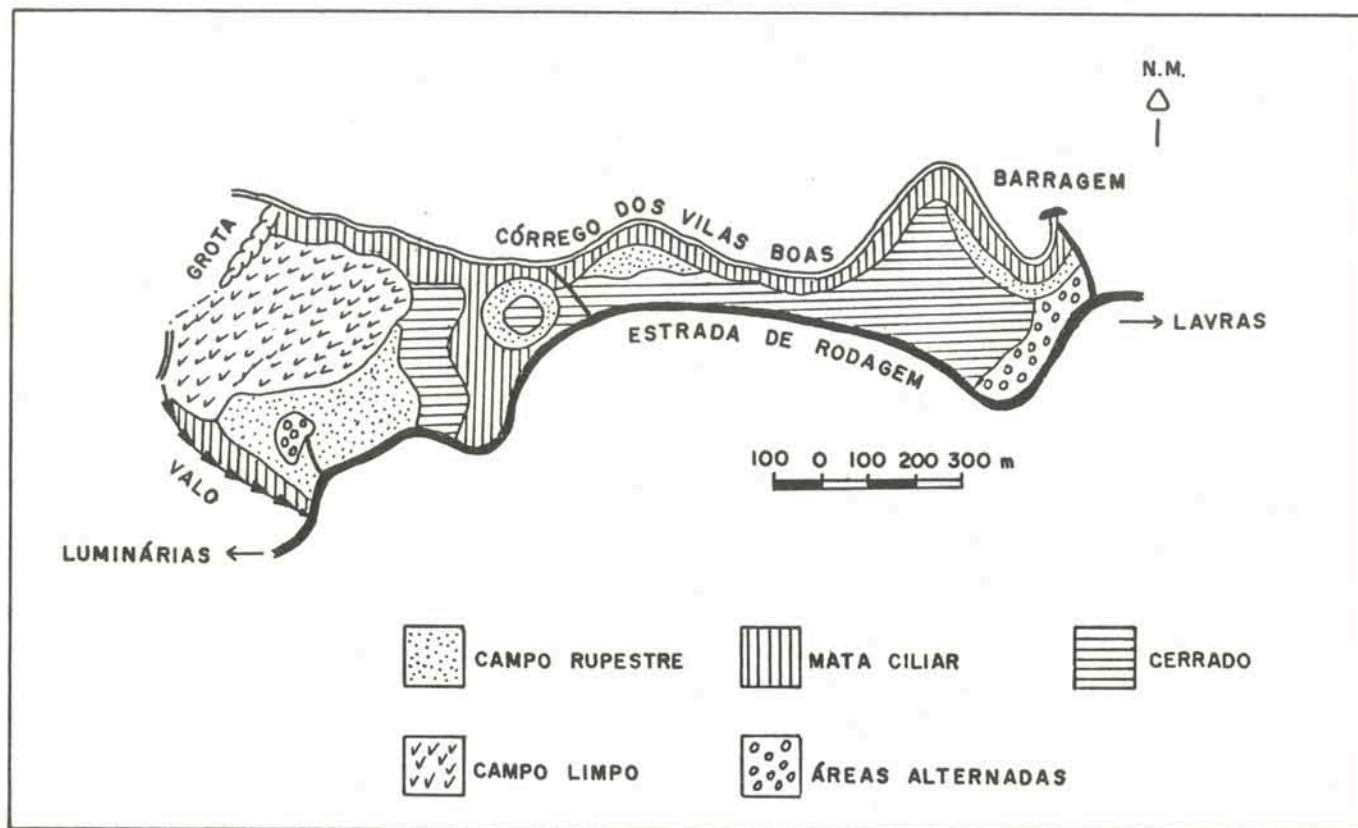 N.M.
BARRAGEM
GROTA
CÓRREGO DOS VILAS BOAS
LAVRAS
ESTRADA DE RODAGEM
100 0 100 200 300 m
VALO
LUMINÁRIAS
CAMPO RUPESTRE
MATA CILIAR
CERRADO
CAMPO LIMPO
ÁREAS ALTERNADAS